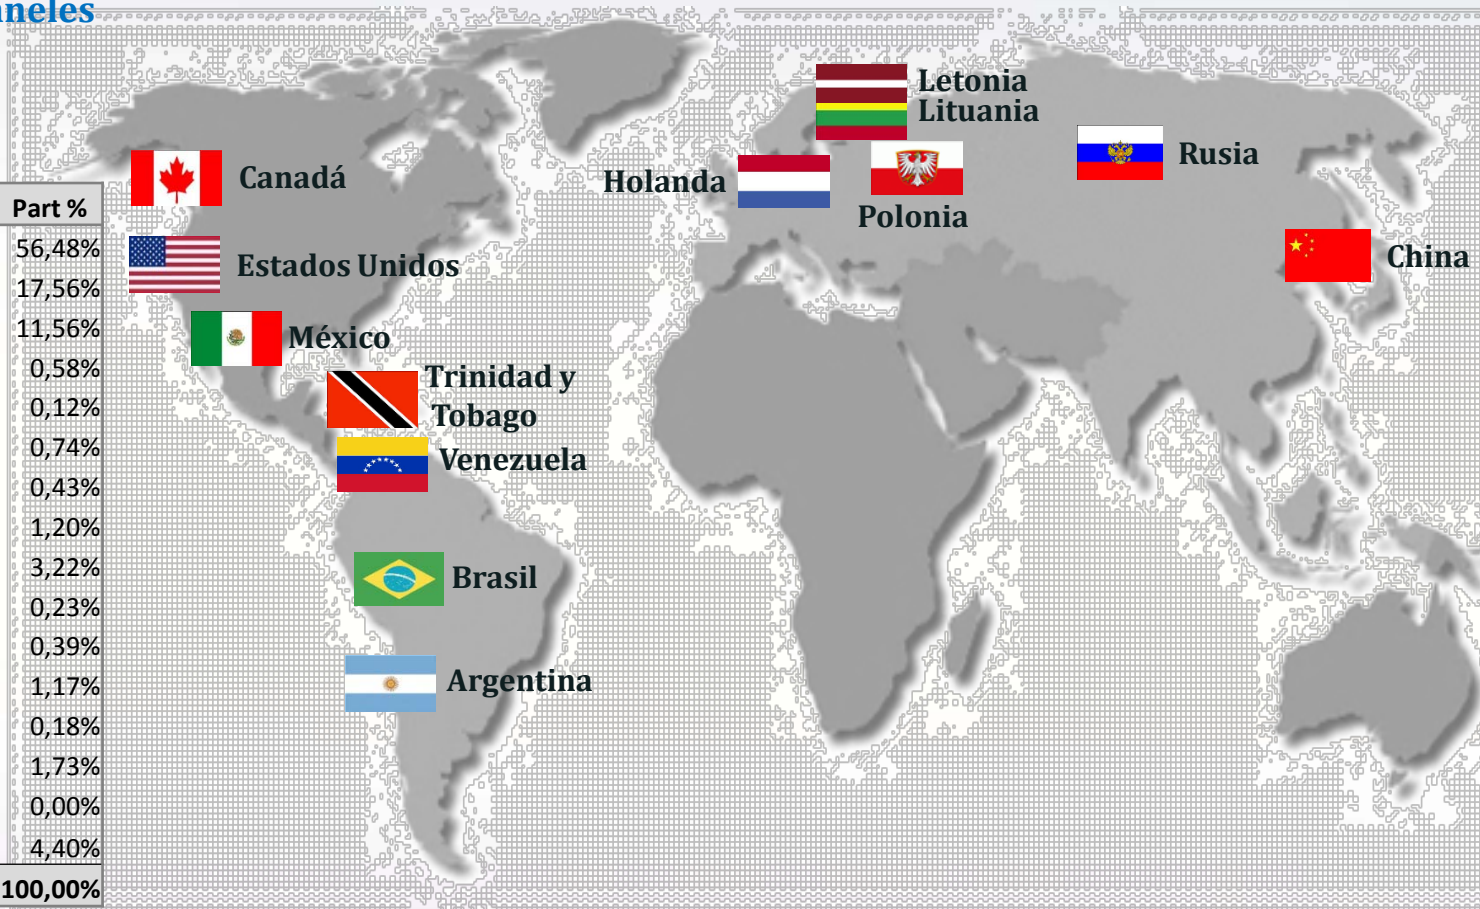 Part %
56,48%
17,56%
11,56%
0,58%
0,12%
0,74%
0,43%
1,20%
3,22%
0,23%
0,39%
1,17%
0,18%
1,73%
0,00%
4,40%
100,00%
Letonia
Lituania
Rusia
Canadá
Holanda
Polonia
Estados Unidos
China
México
Trinidad y
Tobago
Venezuela
Brasil
Argentina